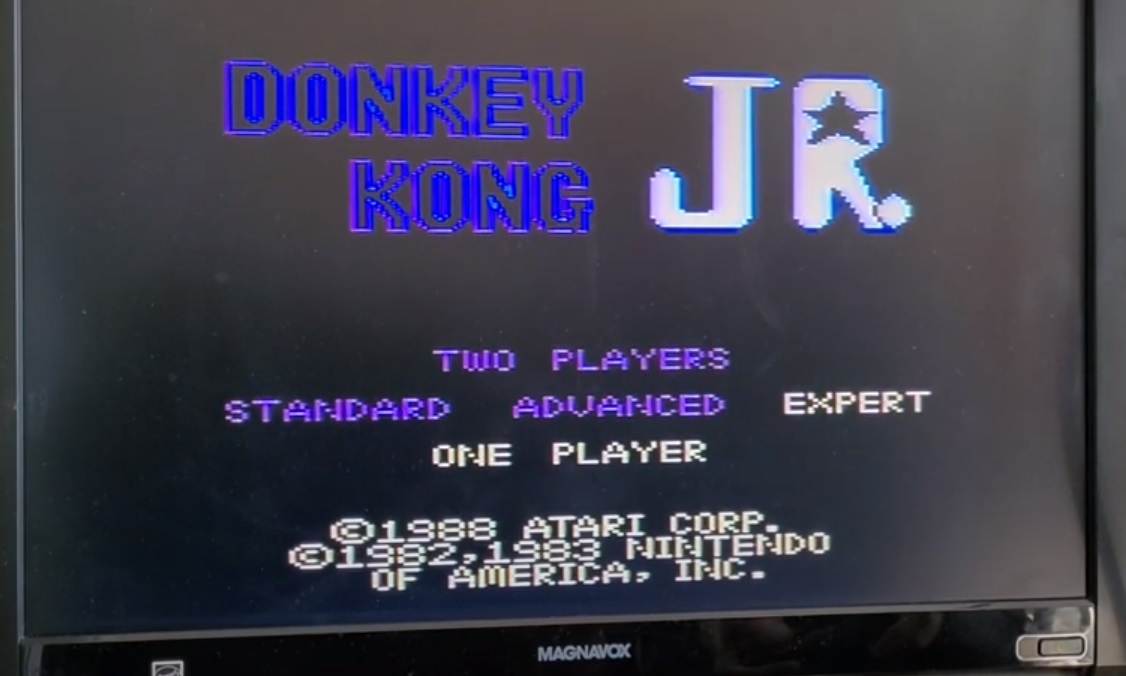 DONKEY
KONG
JR.
TWO PLAYERS
STANDARD ADVANCED EXPERT
ONE PLAYER
©1988 ATARI CORP.
©1982,1983 NINTENDO
OF AMERICA, INC.
MAGNAVOX